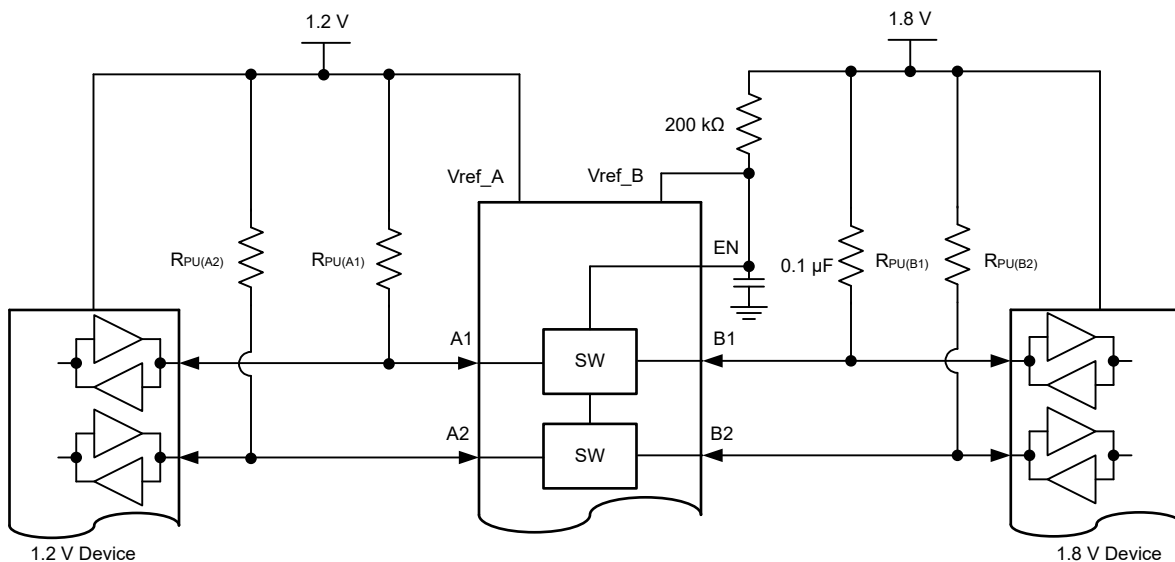 1.2 V
1.8 V
200 kΩ
Vref_A
Vref_B
EN
RPU(A2)
RPU(A1)
0.1 µF
RPU(B1)
RPU(B2)
A1
SW
B1
A2
SW
B2
1.2 V Device
1.8 V Device